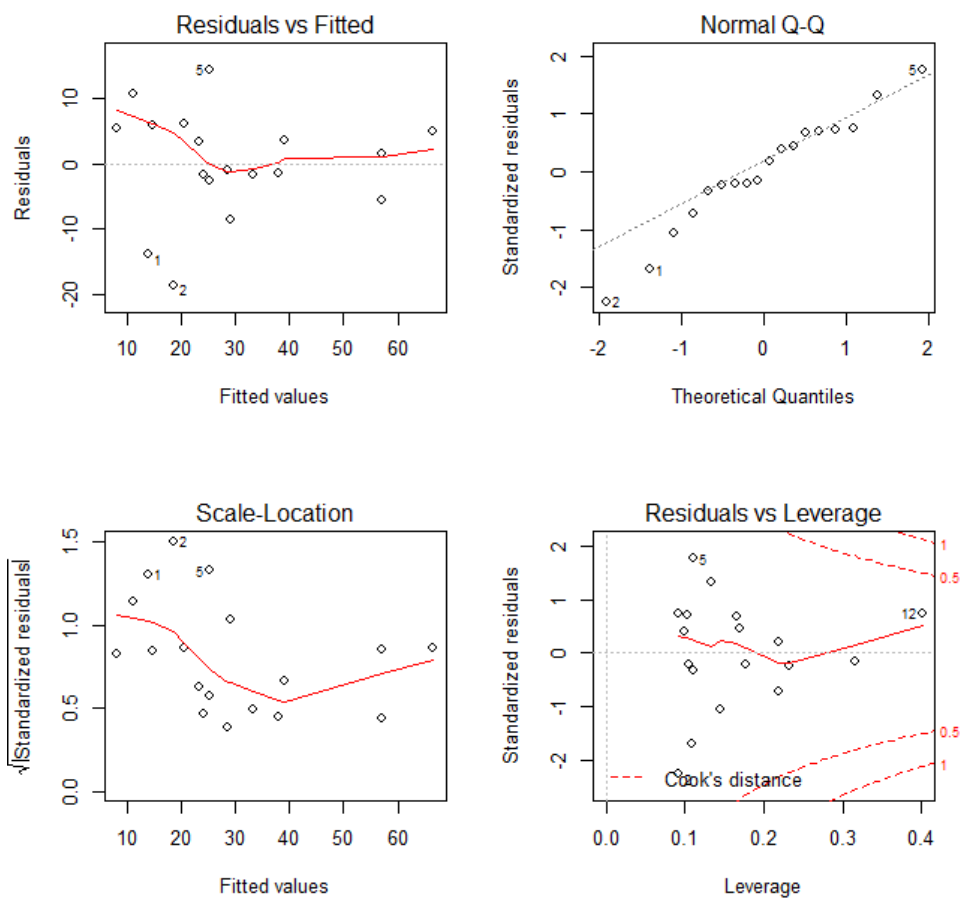 Residuals vs Fitted
Residuals
10
0
-10
-20
5
1
2
10 20 30 40 50 60
Fitted values
Normal Q-Q
Standardized residuals
2
1
0
-1
-2
5
1
2
-2 -1 0 1 2
Theoretical Quantiles
Scale-Location
√|Standardized residuals|
1.5
1.0
0.5
0.0
2
1
5
10 20 30 40 50 60
Fitted values
Residuals vs Leverage
Standardized residuals
2
1
0
-1
-2
5
12
2
1
0.5
0.5
1
Cook's distance
0.0 0.1 0.2 0.3 0.4
Leverage